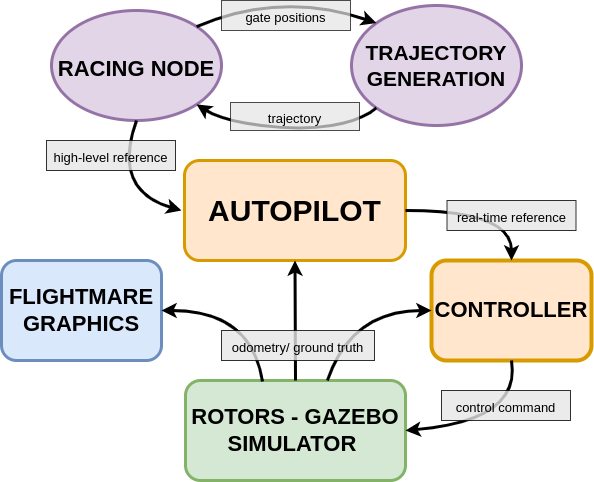 gate positions
RACING NODE
TRAJECTORY
GENERATION
trajectory
high-level reference
AUTOPILOT
real-time reference
FLIGHTMARE
GRAPHICS
CONTROLLER
odometry/ ground truth
ROTORS - GAZEBO
SIMULATOR
control command